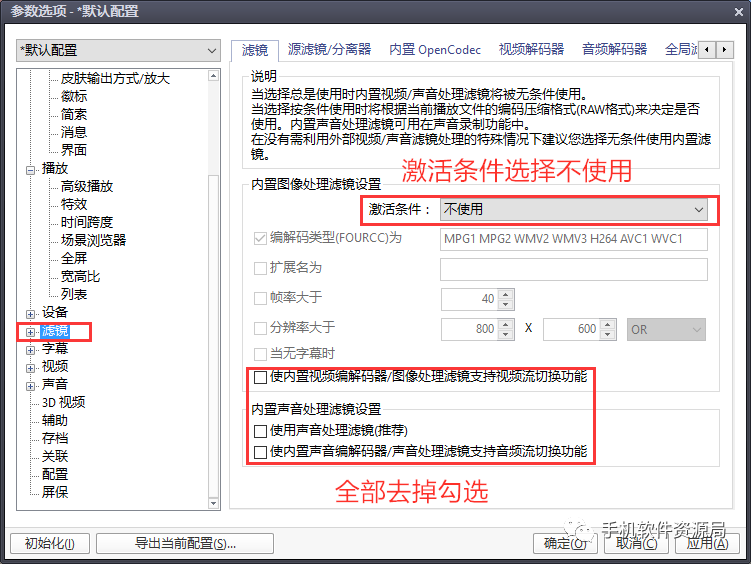 参数选项 - *默认配置
*默认配置
皮肤输出方式/放大
徽标
简索
消息
界面
播放
高级播放
特效
时间跨度
场景浏览器
全屏
宽高比
列表
设备
滤镜
字幕
视频
声音
3D 视频
辅助
存档
关联
配置
屏保
滤镜 源滤镜/分离器 内置 OpenCodec 视频解码器 音频解码器 全局滤
说明
当选择总是使用时内置视频/声音处理滤镜将被无条件使用。
当选择按条件使用时将根据当前播放文件的编码压缩格式(RAW格式)来决定是否
使用。内置声音处理滤镜可用在声音录制功能中。
在没有需利用外部视频/声音滤镜处理的特殊情况下建议您选择无条件使用内置滤
镜。
激活条件选择不使用
内置图像处理滤镜设置
激活条件： 不使用
编解码类型(FOURCC)为 MPG1 MPG2 WMV2 WMV3 H264 AVC1 WVC1
扩展名为
帧率大于 40
分辨率大于 800 X 600 OR
当无字幕时
使内置视频编解码器/图像处理滤镜支持视频流切换功能
内置声音处理滤镜设置
使用声音处理滤镜(推荐)
使内置声音编解码器/声音处理滤镜支持音频流切换功能
全部去掉勾选
手机软件资源局
初始化(I) 导出当前配置(S)... 确定(O) 取消(C) 应用(A)